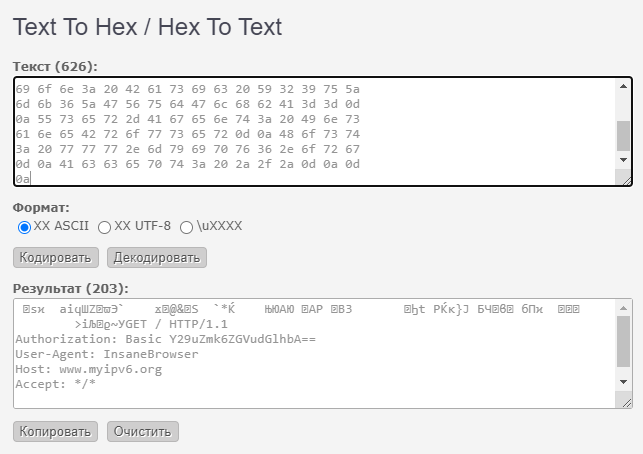 Text To Hex / Hex To Text
Текст (626):
69 6f 6e 3a 20 42 61 73 69 63 20 59 32 39 75 5a
6d 6b 36 5a 47 56 75 64 47 6c 68 62 41 3d 3d 0d
0a 55 73 65 72 2d 41 67 65 6e 74 3a 20 49 6e 73
61 6e 65 42 72 6f 77 73 65 72 0d 0a 48 6f 73 74
3a 20 77 77 77 2e 6d 79 69 70 76 36 2e 6f 72 67
0d 0a 41 63 63 65 70 74 3a 20 2a 2f 2a 0d 0a 0d
0a
Формат:
XX ASCII XX UTF-8 \uXXXX
Кодировать Декодировать
Результат (203):
GET / HTTP/1.1
Authorization: Basic Y29uZmk6ZGVudGlhbA==
User-Agent: InsaneBrowser
Host: www.myipv6.org
Accept: */*
Копировать Очистить